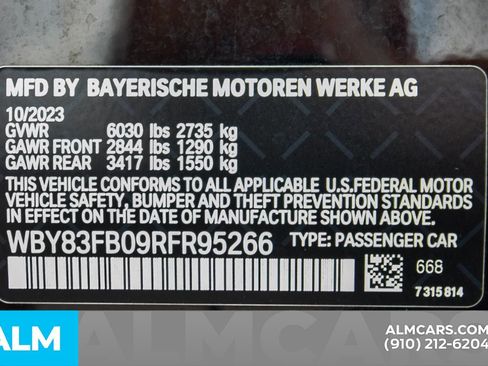 MFD BY BAYERISCHE MOTOREN WERKE AG
10/2023
GVWR 6030 lbs 2735 kg
GAWR FRONT 2844 lbs 1290 kg
GAWR REAR 3417 lbs 1550 kg
THIS VEHICLE CONFORMS TO ALL APPLICABLE U.S.FEDERAL MOTOR
VEHICLE SAFETY, BUMPER AND THEFT PREVENTION STANDARDS
IN EFFECT ON THE DATE OF MANUFACTURE SHOWN ABOVE.
WBY83FB09RFR95266 TYPE: PASSENGER CAR
668
7 315 814
ALM
ALMCARS
ALMCARS.COM
(910) 212-6204